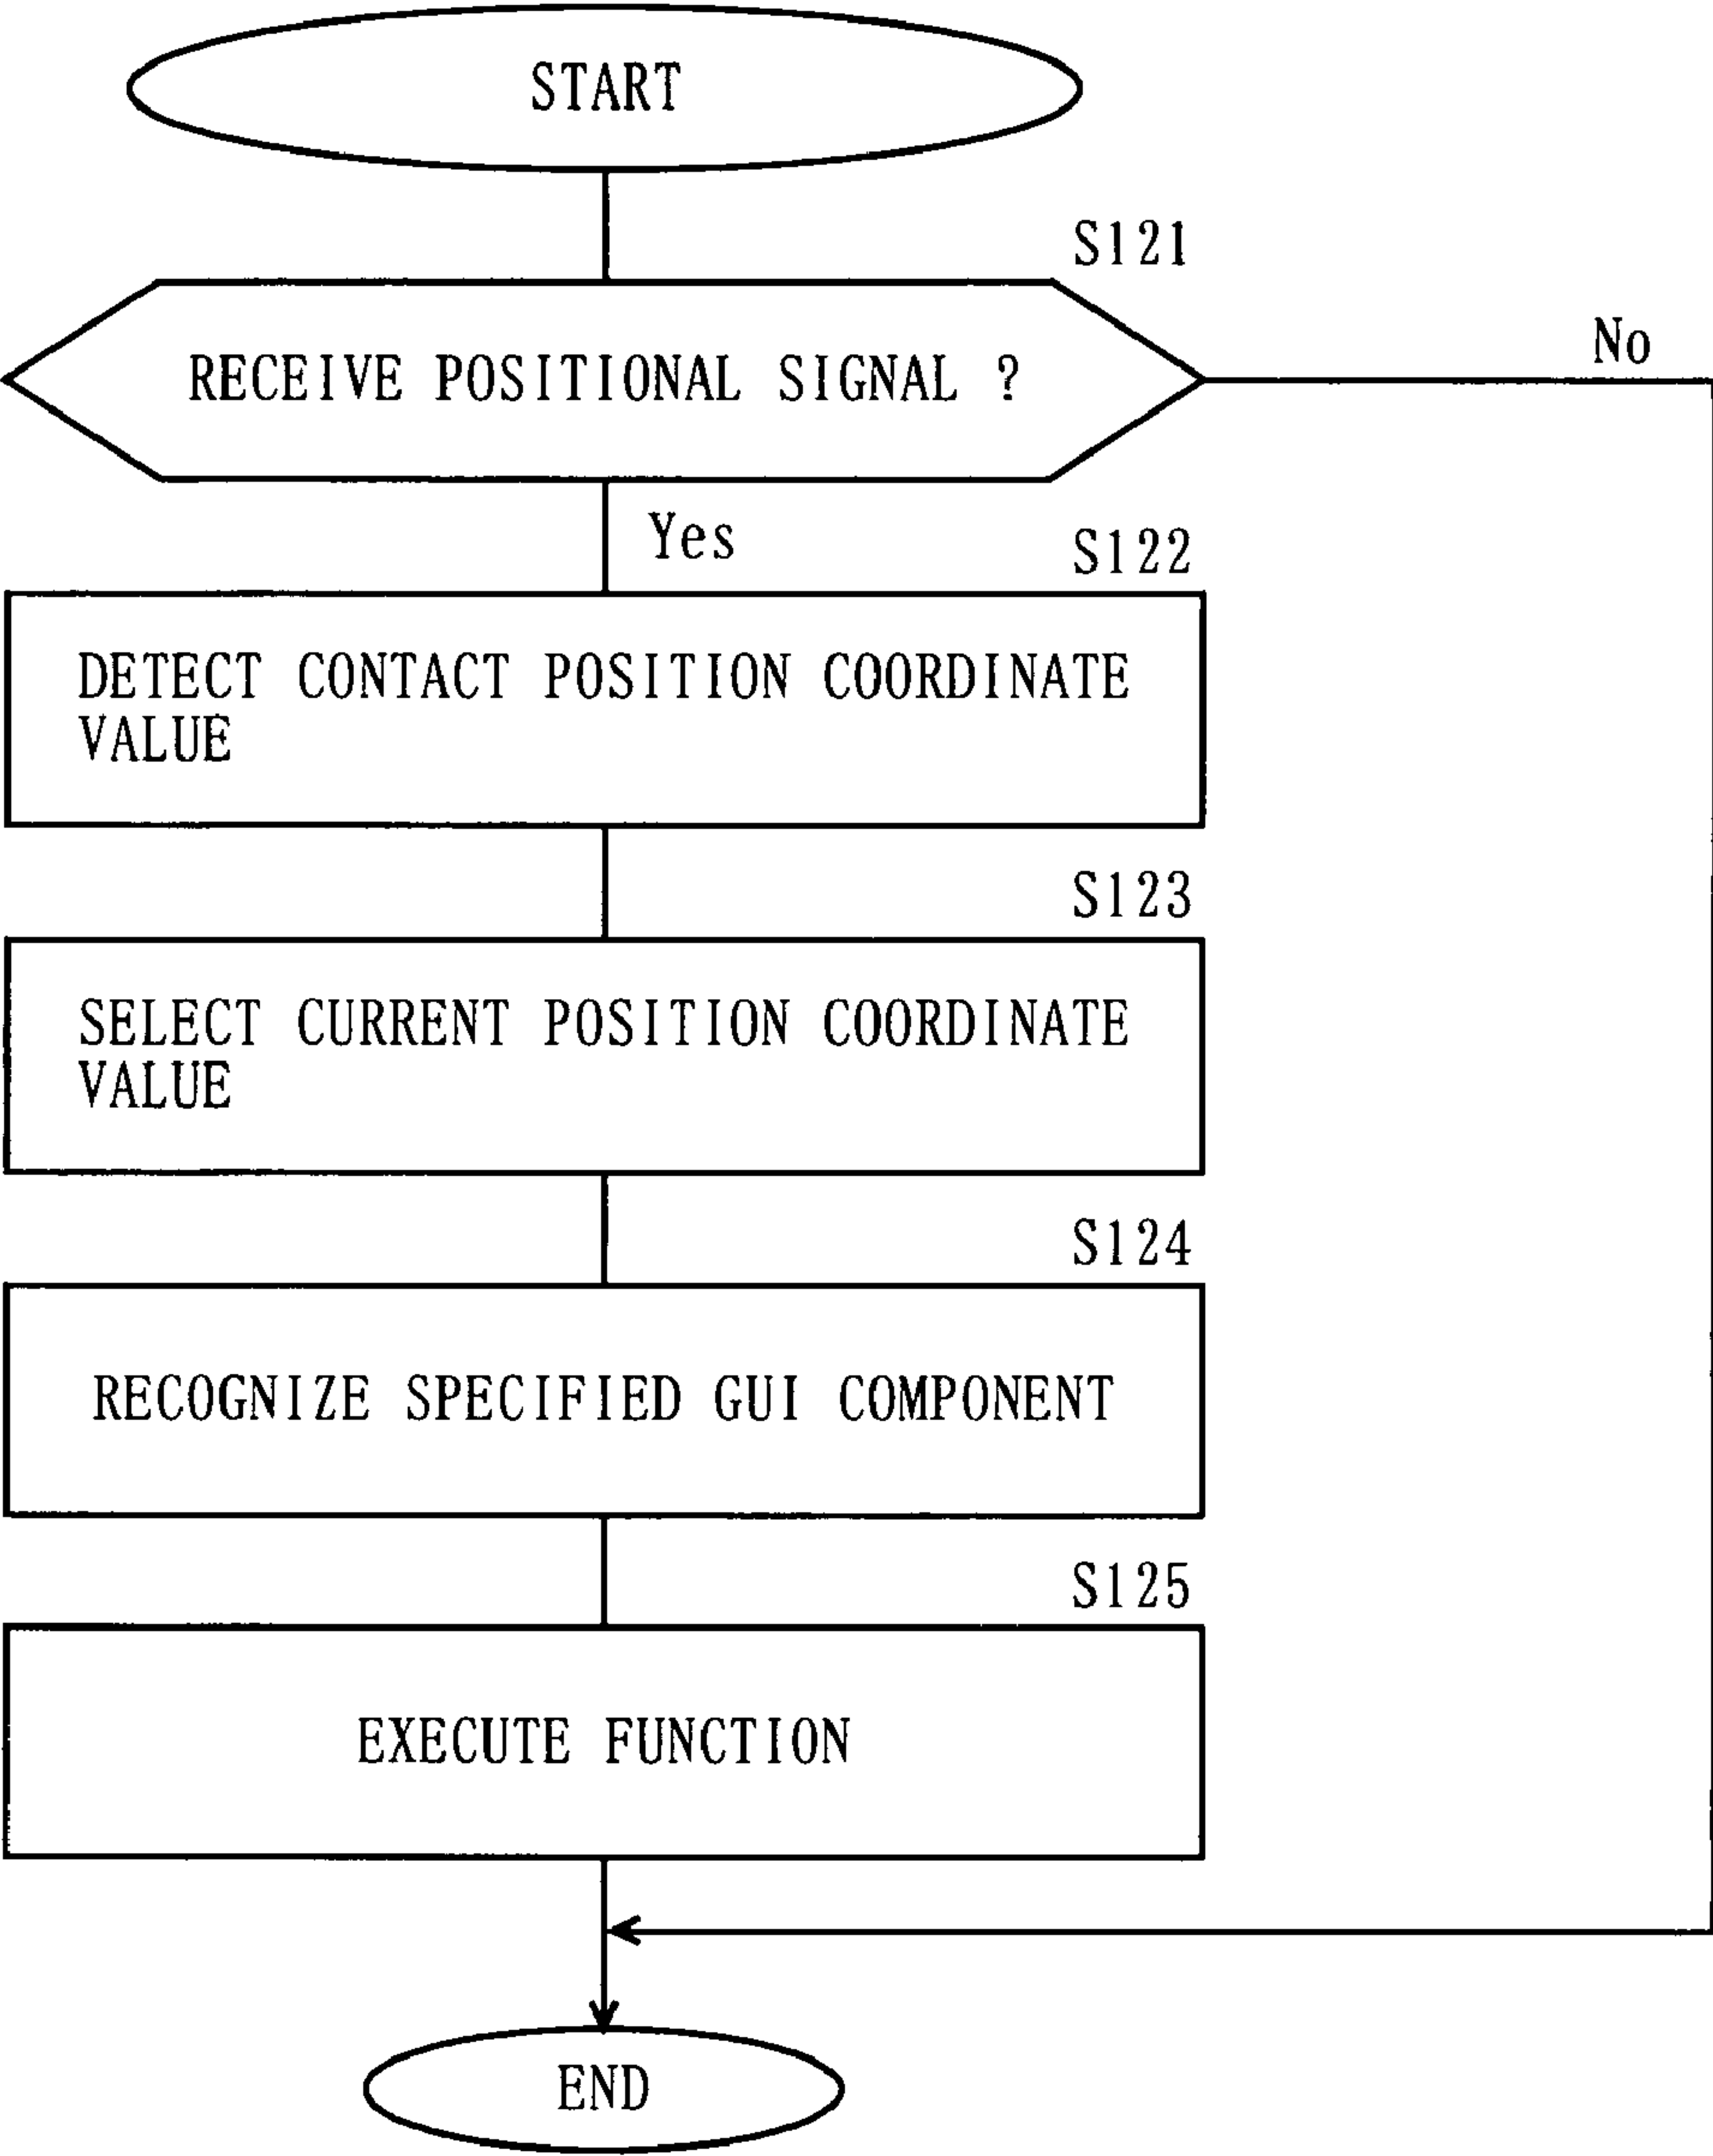 START
S121
RECEIVE POSITIONAL SIGNAL ?
No
Yes
S122
DETECT CONTACT POSITION COORDINATE
VALUE
S123
SELECT CURRENT POSITION COORDINATE
VALUE
S124
RECOGNIZE SPECIFIED GUI COMPONENT
S125
EXECUTE FUNCTION
END